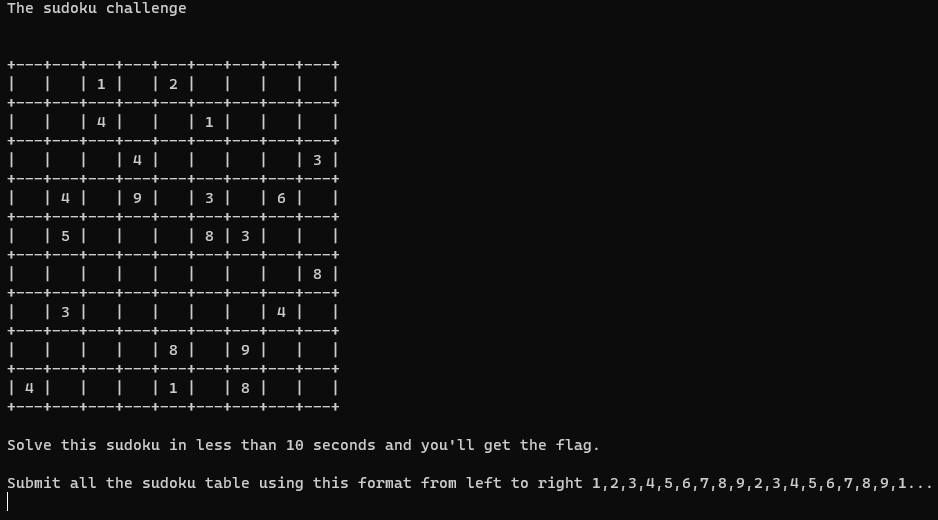 The sudoku challenge
+---+---+---+---+---+---+---+---+---+
|   |   | 1 |   | 2 |   |   |   |   |
+---+---+---+---+---+---+---+---+---+
|   |   | 4 |   |   | 1 |   |   |   |
+---+---+---+---+---+---+---+---+---+
|   |   |   | 4 |   |   |   |   | 3 |
+---+---+---+---+---+---+---+---+---+
|   | 4 |   | 9 |   | 3 |   | 6 |   |
+---+---+---+---+---+---+---+---+---+
|   | 5 |   |   |   | 8 | 3 |   |   |
+---+---+---+---+---+---+---+---+---+
|   |   |   |   |   |   |   |   | 8 |
+---+---+---+---+---+---+---+---+---+
|   | 3 |   |   |   |   |   | 4 |   |
+---+---+---+---+---+---+---+---+---+
|   |   |   |   | 8 |   | 9 |   |   |
+---+---+---+---+---+---+---+---+---+
| 4 |   |   |   | 1 |   | 8 |   |   |
+---+---+---+---+---+---+---+---+---+
Solve this sudoku in less than 10 seconds and you'll get the flag.
Submit all the sudoku table using this format from left to right 1,2,3,4,5,6,7,8,9,2,3,4,5,6,7,8,9,1...